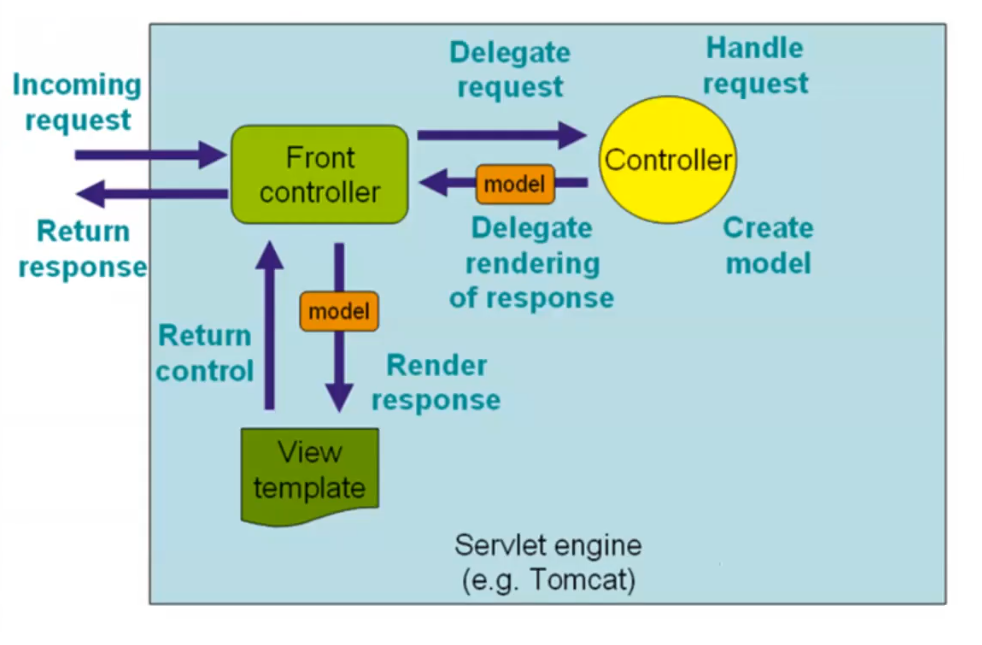 Incoming
request
Return
response
Front
controller
Delegate
request
Handle
request
Controller
model
Delegate
rendering
of response
Create
model
Return
control
model
Render
response
View
template
Servlet engine
(e.g. Tomcat)